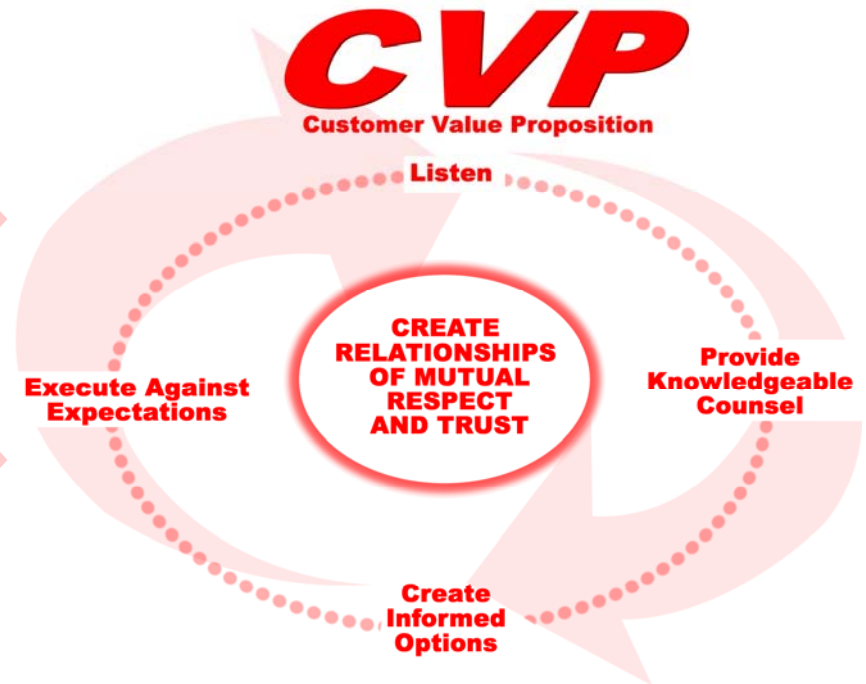 CVP
Customer Value Proposition
Listen
CREATE
RELATIONSHIPS
OF MUTUAL
RESPECT
AND TRUST
Provide
Knowledgeable
Counsel
Execute Against
Expectations
Create
Informed
Options